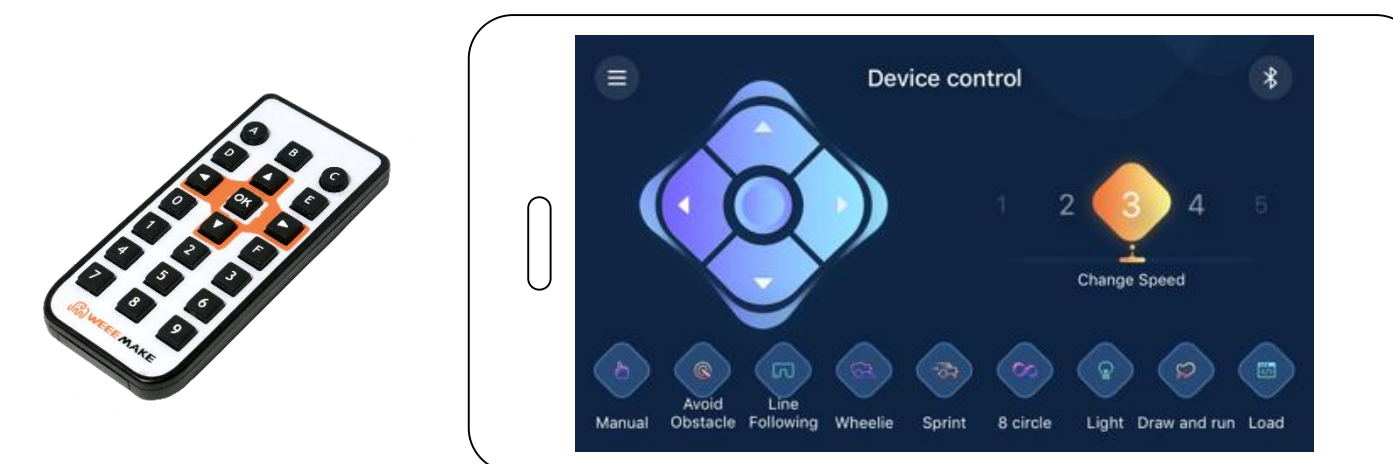 A
B
C
D
E
0
OK
1
2
F
4
5
3
7
8
6
9
WEEEMAKE
Device control
1 2 3 4 5
Change Speed
Manual
Avoid
Obstacle
Line
Following
Wheelie
Sprint
8 circle
Light
Draw and run
Load